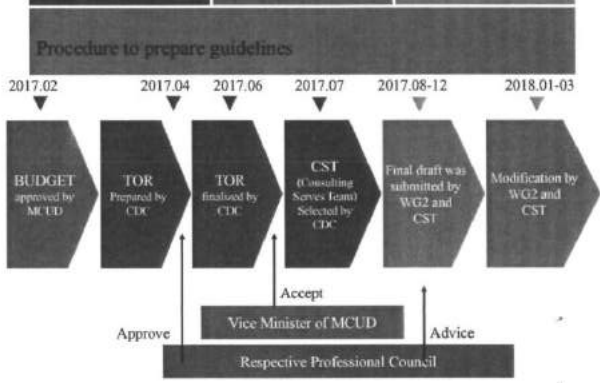 Procedure to prepare guidelines
2017.02
2017.04
2017.06
2017.07
2017.08-12
2018.01-03
BUDGET
approved by
MCUD
TOR
Prepared by
CDC
TOR
finalised by
CDC
CST
(Consulting
Serves Team)
Selected by
CDC
Final draft was
submitted by
WG2 and
CST
Modification by
WG2 and
CST
Accept
Vice Minister of MCUD
Approve
Advice
Respective Professional Council